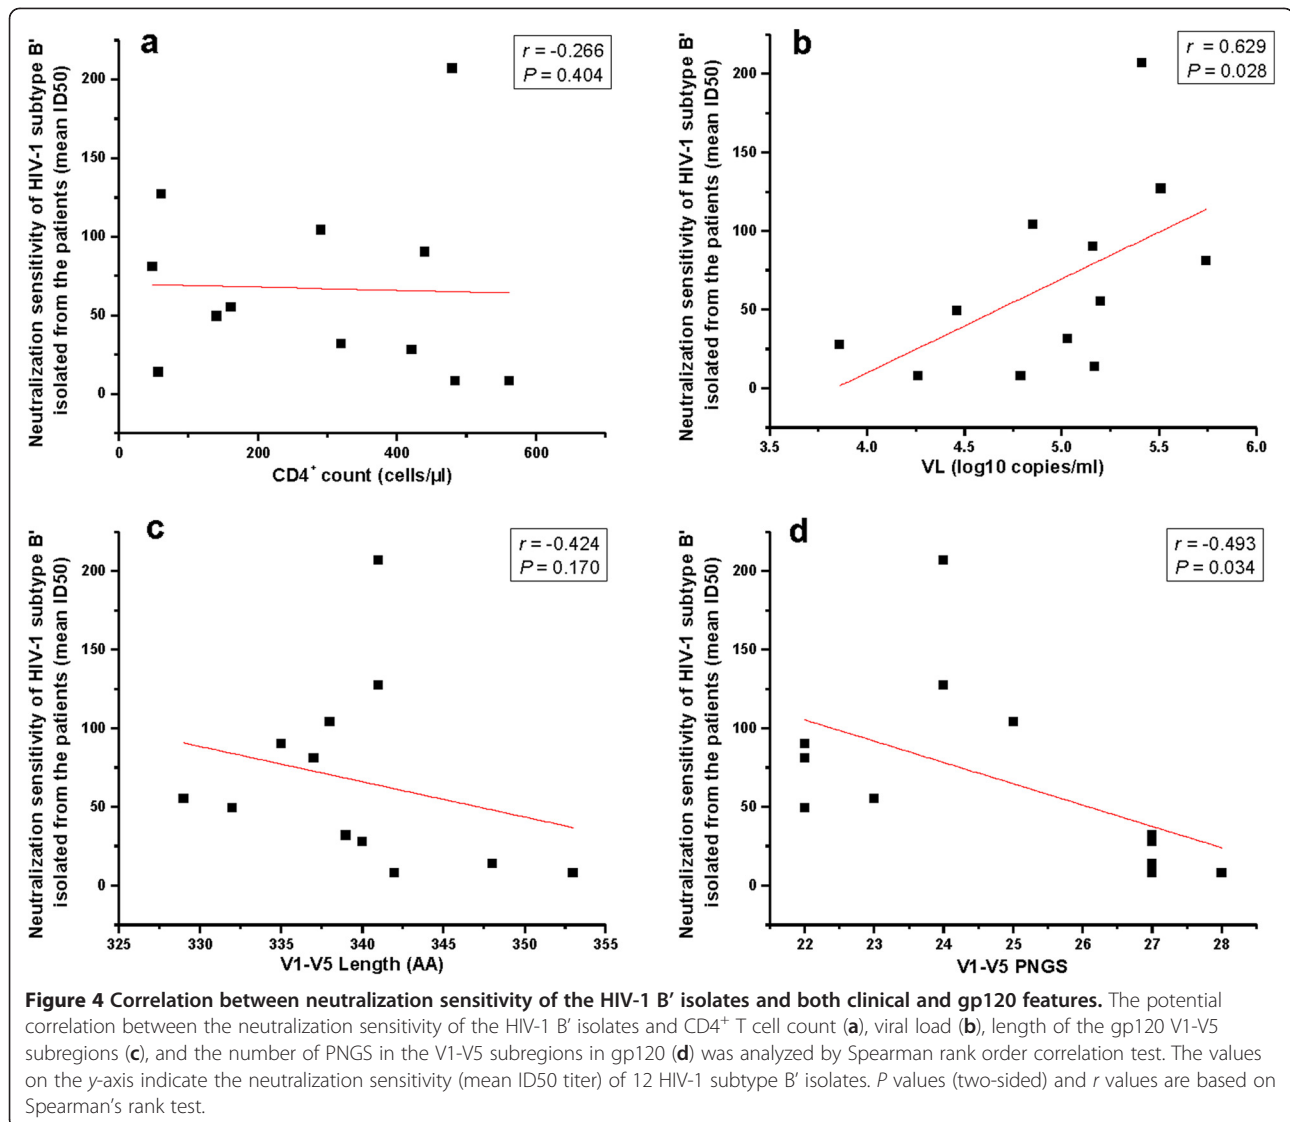 a
r = -0.266
P = 0.404
Neutralization sensitivity of HIV-1 subtype B'
isolated from the patients (mean ID50)
200
150
100
50
0
0 200 400 600
CD4⁺ count (cells/µl)
b
r = 0.629
P = 0.028
Neutralization sensitivity of HIV-1 subtype B'
isolated from the patients (mean ID50)
200
150
100
50
0
3.5 4.0 4.5 5.0 5.5 6.0
VL (log10 copies/ml)
c
r = -0.424
P = 0.170
Neutralization sensitivity of HIV-1 subtype B'
isolated from the patients (mean ID50)
200
150
100
50
0
325 330 335 340 345 350 355
V1-V5 Length (AA)
d
r = -0.493
P = 0.034
Neutralization sensitivity of HIV-1 subtype B'
isolated from the patients (mean ID50)
200
150
100
50
0
22 23 24 25 26 27 28
V1-V5 PNGS
Figure 4 Correlation between neutralization sensitivity of the HIV-1 B’ isolates and both clinical and gp120 features. The potential
correlation between the neutralization sensitivity of the HIV-1 B’ isolates and CD4⁺ T cell count (a), viral load (b), length of the gp120 V1-V5
subregions (c), and the number of PNGS in the V1-V5 subregions in gp120 (d) was analyzed by Spearman rank order correlation test. The values
on the y-axis indicate the neutralization sensitivity (mean ID50 titer) of 12 HIV-1 subtype B’ isolates. P values (two-sided) and r values are based on
Spearman’s rank test.